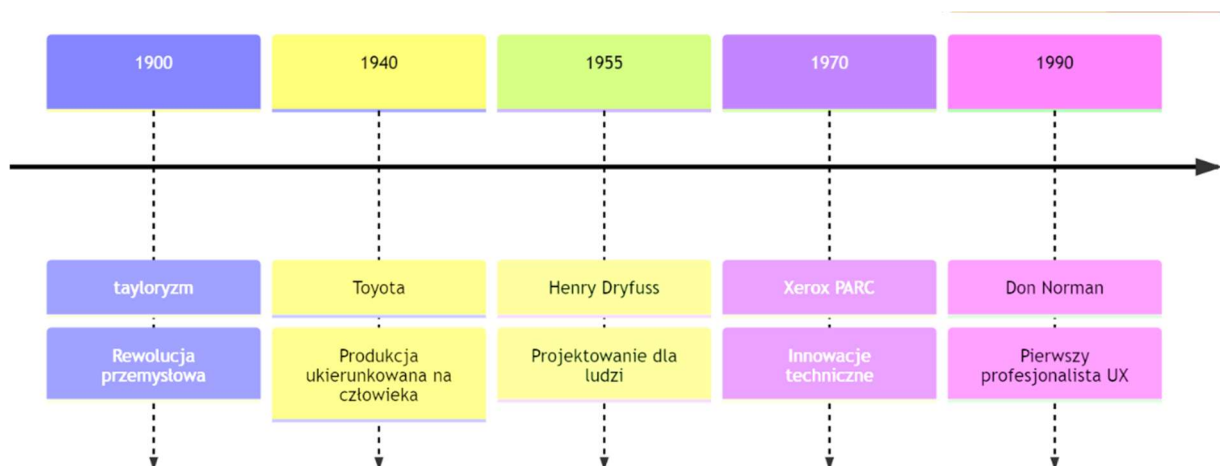 1900
1940
1955
1970
1990
tayloryzm
Toyota
Henry Dryfuss
Xerox PARC
Don Norman
Rewolucja
przemysłowa
Produkcja
ukierunkowana na
człowieka
Projektowanie dla
ludzi
Innowacje
techniczne
Pierwszy
profesjonalista UX